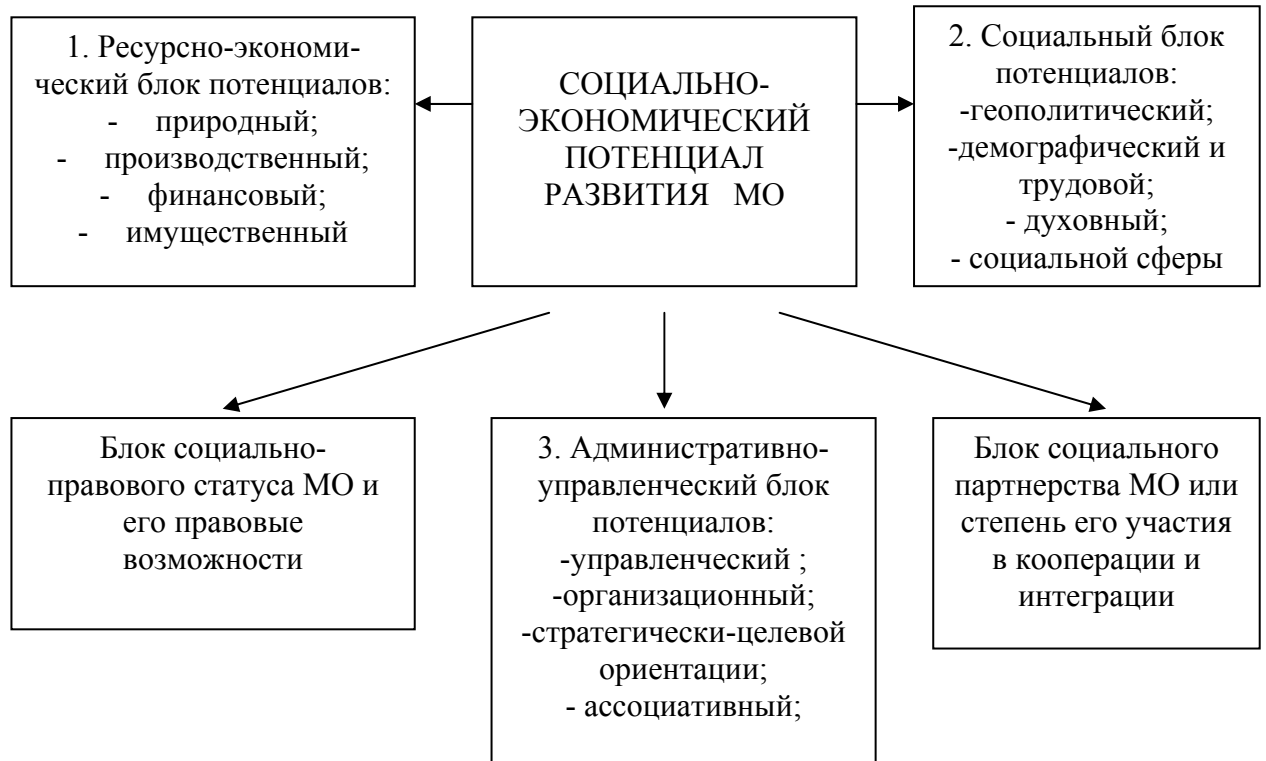 1. Ресурсно-экономи-
ческий блок потенциалов:
- природный;
- производственный;
- финансовый;
- имущественный
СОЦИАЛЬНО-
ЭКОНОМИЧЕСКИЙ
ПОТЕНЦИАЛ
РАЗВИТИЯ МО
2. Социальный блок
потенциалов:
-геополитический;
-демографический и
трудовой;
- духовный;
- социальной сферы
Блок социально-
правового статуса МО и
его правовые
возможности
3. Административно-
управленческий блок
потенциалов:
-управленческий ;
-организационный;
-стратегически-целевой
ориентации;
- ассоциативный;
Блок социального
партнерства МО или
степень его участия
в кооперации и
интеграции